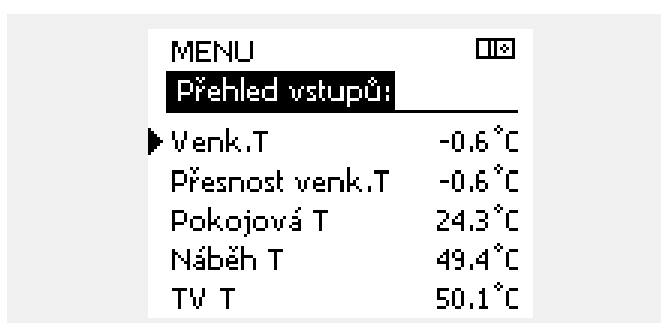 MENU
Přehled vstupů:
Venk.T -0.6°C
Přesnost venk.T -0.6°C
Pokojová T 24.3°C
Náběh T 49.4°C
TV T 50.1°C